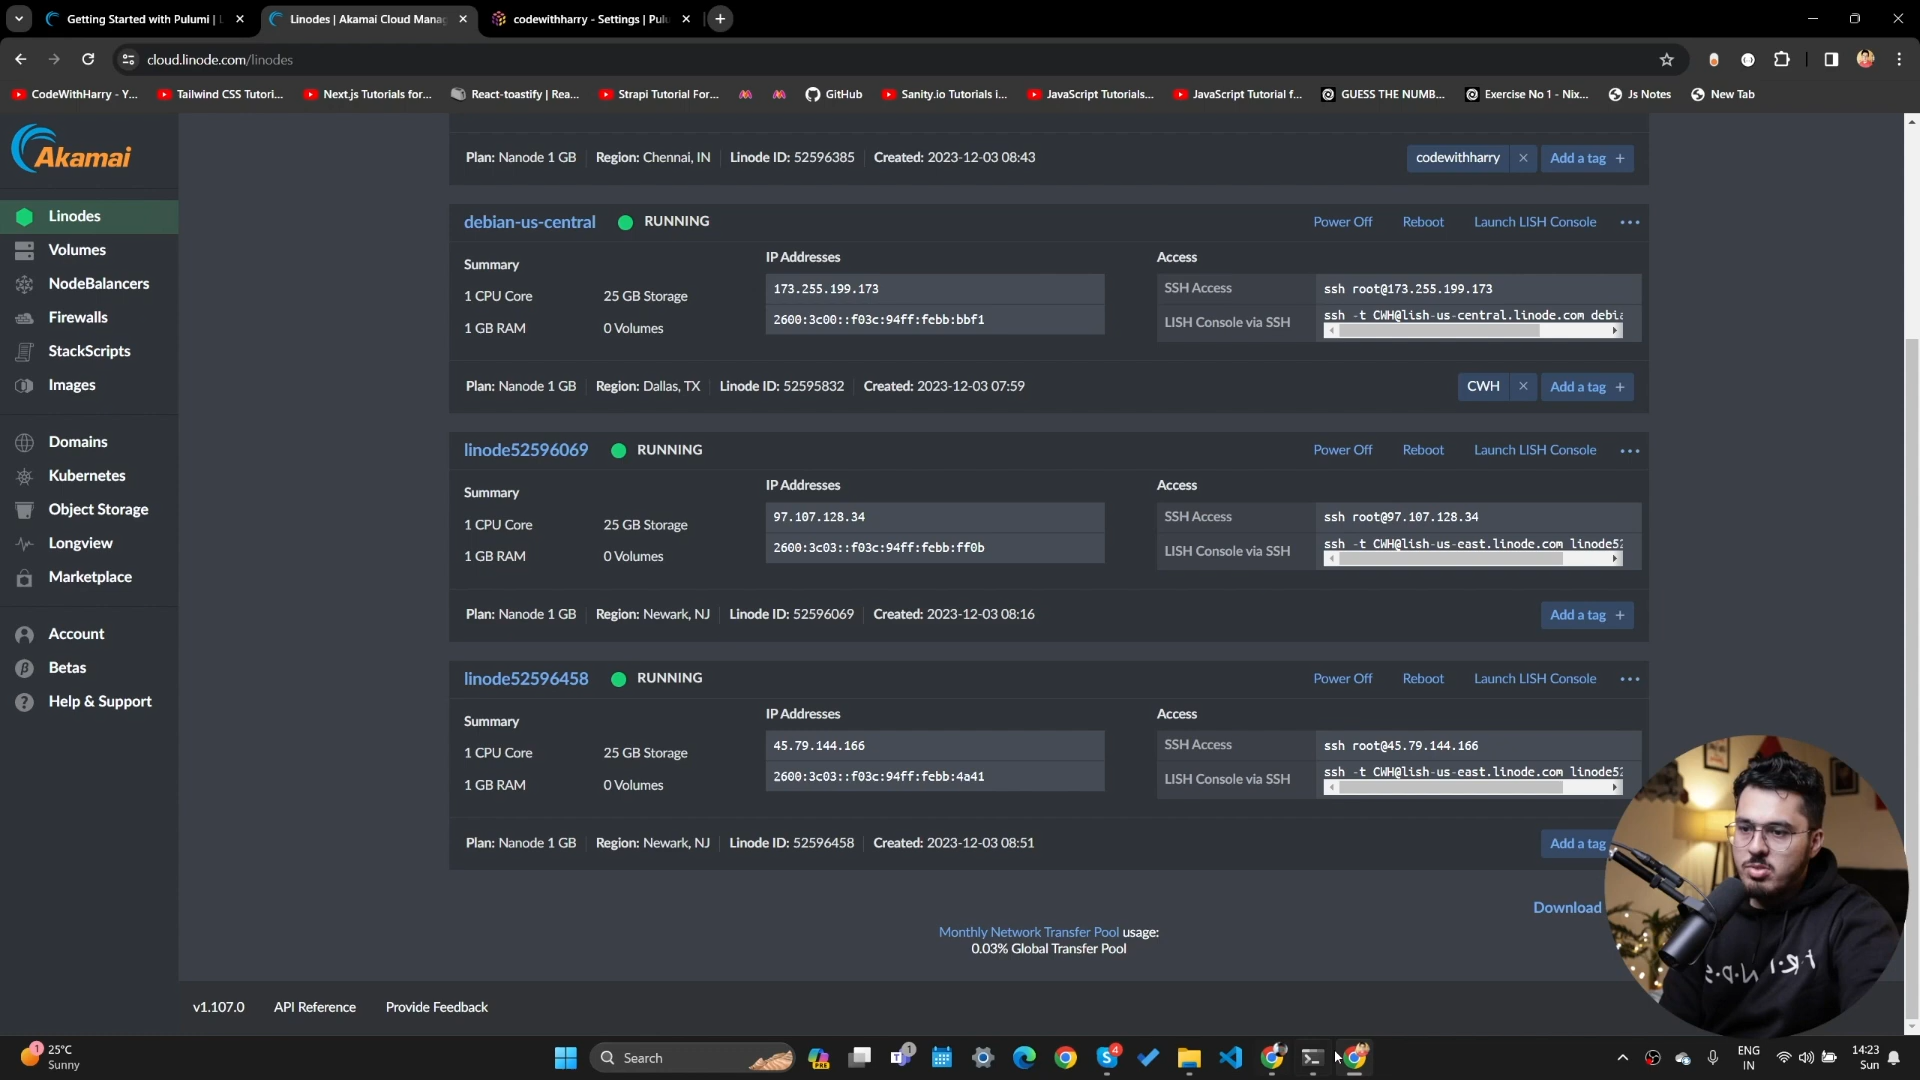 Getting Started with Pulumi | L
Linodes | Akamai Cloud Manag
codewithharry - Settings | Pulu
cloud.linode.com/linodes
CodeWithHarry - Y...
Tailwind CSS Tutori...
Next.js Tutorials for...
React-toastify | Rea...
Strapi Tutorial For...
GitHub
Sanity.io Tutorials i...
JavaScript Tutorials...
JavaScript Tutorial f...
GUESS THE NUMB...
Exercise No 1 - Nix...
Js Notes
New Tab
Akamai
Linodes
Volumes
NodeBalancers
Firewalls
StackScripts
Images
Domains
Kubernetes
Object Storage
Longview
Marketplace
Account
Betas
Help & Support
Plan: Nanode 1 GB Region: Chennai, IN Linode ID: 52596385 Created: 2023-12-03 08:43
codewithharry Add a tag +
debian-us-central RUNNING
Power Off Reboot Launch LISH Console ...
Summary
1 CPU Core 25 GB Storage
1 GB RAM 0 Volumes
IP Addresses
173.255.199.173
2600:3c00::f03c:94ff:febb:bbf1
Access
SSH Access ssh root@173.255.199.173
LISH Console via SSH ssh -t CWH@lish-us-central.linode.com debia
Plan: Nanode 1 GB Region: Dallas, TX Linode ID: 52595832 Created: 2023-12-03 07:59
CWH Add a tag +
linode52596069 RUNNING
Power Off Reboot Launch LISH Console ...
Summary
1 CPU Core 25 GB Storage
1 GB RAM 0 Volumes
IP Addresses
97.107.128.34
2600:3c03::f03c:94ff:febb:ff0b
Access
SSH Access ssh root@97.107.128.34
LISH Console via SSH ssh -t CWH@lish-us-east.linode.com linode52
Plan: Nanode 1 GB Region: Newark, NJ Linode ID: 52596069 Created: 2023-12-03 08:16
Add a tag +
linode52596458 RUNNING
Power Off Reboot Launch LISH Console ...
Summary
1 CPU Core 25 GB Storage
1 GB RAM 0 Volumes
IP Addresses
45.79.144.166
2600:3c03::f03c:94ff:febb:4a41
Access
SSH Access ssh root@45.79.144.166
LISH Console via SSH ssh -t CWH@lish-us-east.linode.com linode52
Plan: Nanode 1 GB Region: Newark, NJ Linode ID: 52596458 Created: 2023-12-03 08:51
Add a tag
Download
Monthly Network Transfer Pool usage:
0.03% Global Transfer Pool
v1.107.0 API Reference Provide Feedback
1
25°C
Sunny
Search
PRE
1
4
ENG
IN
14:23
Sun